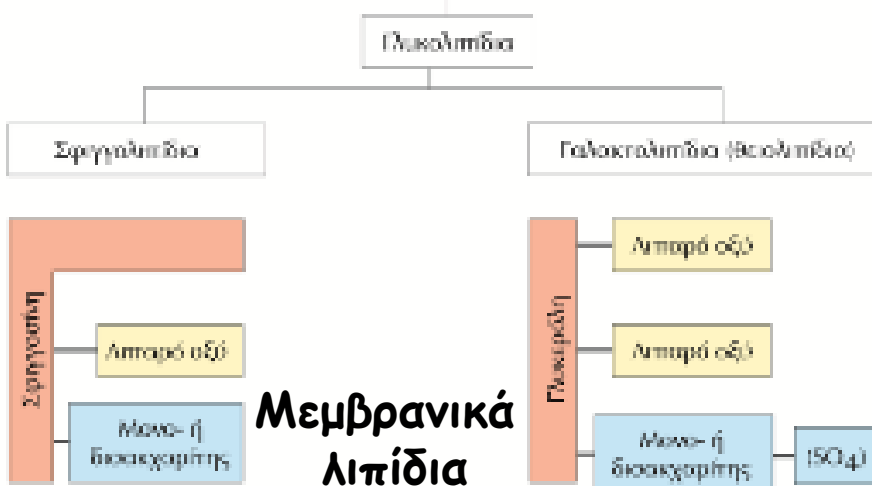 Γλυκολιπίδια
Σφιγγολιπίδια
Γαλακτολιπίδια (θειολιπίδια)
Σφιγγοσίνη
Λιπαρό οξύ
Μονο- ή
δισακχαρίτης
Μεμβρανικά
λιπίδια
Γλυκερόλη
Λιπαρό οξύ
Λιπαρό οξύ
Μονο- ή
δισακχαρίτης
(SO₄)